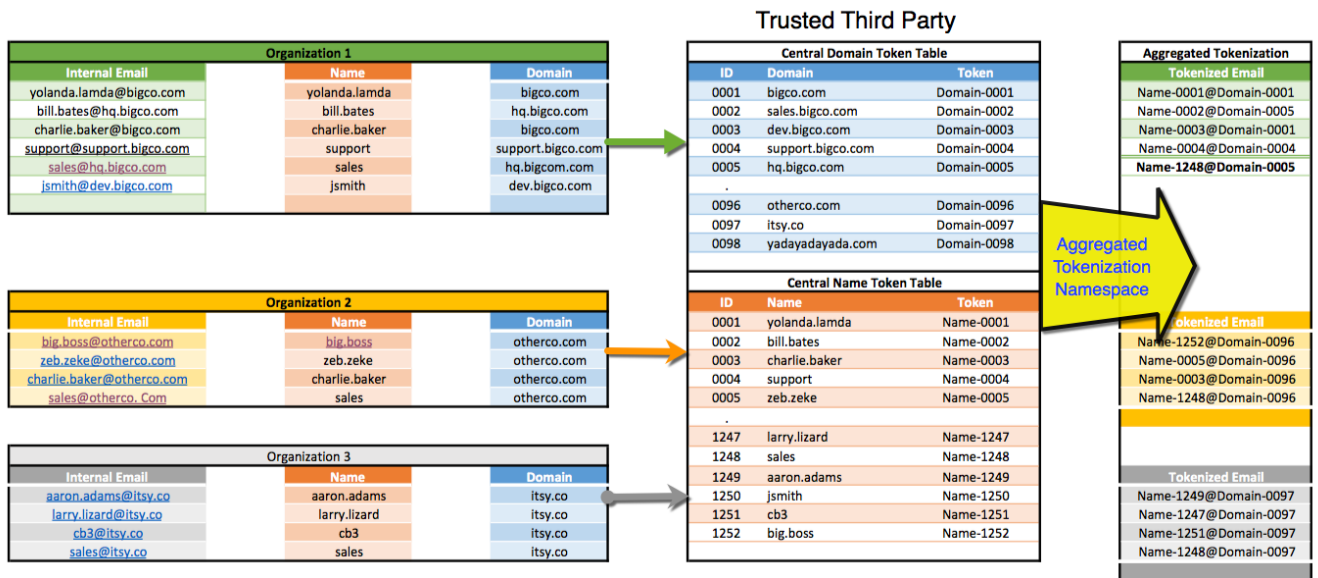 Trusted Third Party
Organization 1
Internal Email Name Domain
yolanda.lamda@bigco.com yolanda.lamda bigco.com
bill.bates@hq.bigco.com bill.bates hq.bigco.com
charlie.baker@bigco.com charlie.baker bigco.com
support@support.bigco.com support support.bigco.com
sales@hq.bigco.com sales hq.bigcom.com
jsmith@dev.bigco.com jsmith dev.bigco.com
Organization 2
Internal Email Name Domain
big.boss@otherco.com big.boss otherco.com
zeb.zeke@otherco.com zeb.zeke otherco.com
charlie.baker@otherco.com charlie.baker otherco.com
sales@otherco. Com sales otherco.com
Organization 3
Internal Email Name Domain
aaron.adams@itsy.co aaron.adams itsy.co
larry.lizard@itsy.co larry.lizard itsy.co
cb3@itsy.co cb3 itsy.co
sales@itsy.co sales itsy.co
Central Domain Token Table
ID Domain Token
0001 bigco.com Domain-0001
0002 sales.bigco.com Domain-0002
0003 dev.bigco.com Domain-0003
0004 support.bigco.com Domain-0004
0005 hq.bigco.com Domain-0005
.
0096 otherco.com Domain-0096
0097 itsy.co Domain-0097
0098 yadayadayada.com Domain-0098
Central Name Token Table
ID Name Token
0001 yolanda.lamda Name-0001
0002 bill.bates Name-0002
0003 charlie.baker Name-0003
0004 support Name-0004
0005 zeb.zeke Name-0005
.
1247 larry.lizard Name-1247
1248 sales Name-1248
1249 aaron.adams Name-1249
1250 jsmith Name-1250
1251 cb3 Name-1251
1252 big.boss Name-1252
Aggregated
Tokenization
Namespace
Aggregated Tokenization
Tokenized Email
Name-0001@Domain-0001
Name-0002@Domain-0005
Name-0003@Domain-0001
Name-0004@Domain-0004
Name-1248@Domain-0005
Tokenized Email
Name-1252@Domain-0096
Name-0005@Domain-0096
Name-0003@Domain-0096
Name-1248@Domain-0096
Tokenized Email
Name-1249@Domain-0097
Name-1247@Domain-0097
Name-1251@Domain-0097
Name-1248@Domain-0097